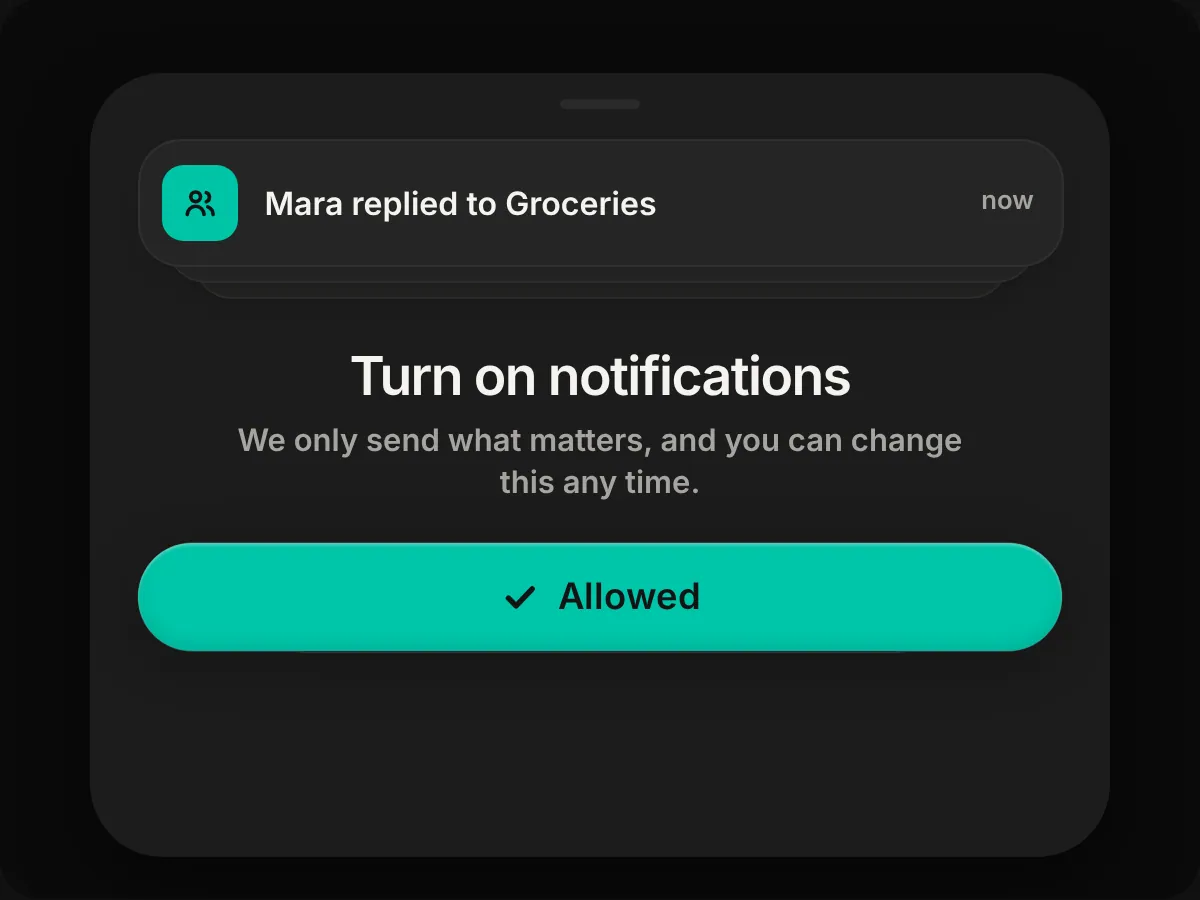 Mara replied to Groceries
now
Turn on notifications
We only send what matters, and you can change
this any time.
Allowed